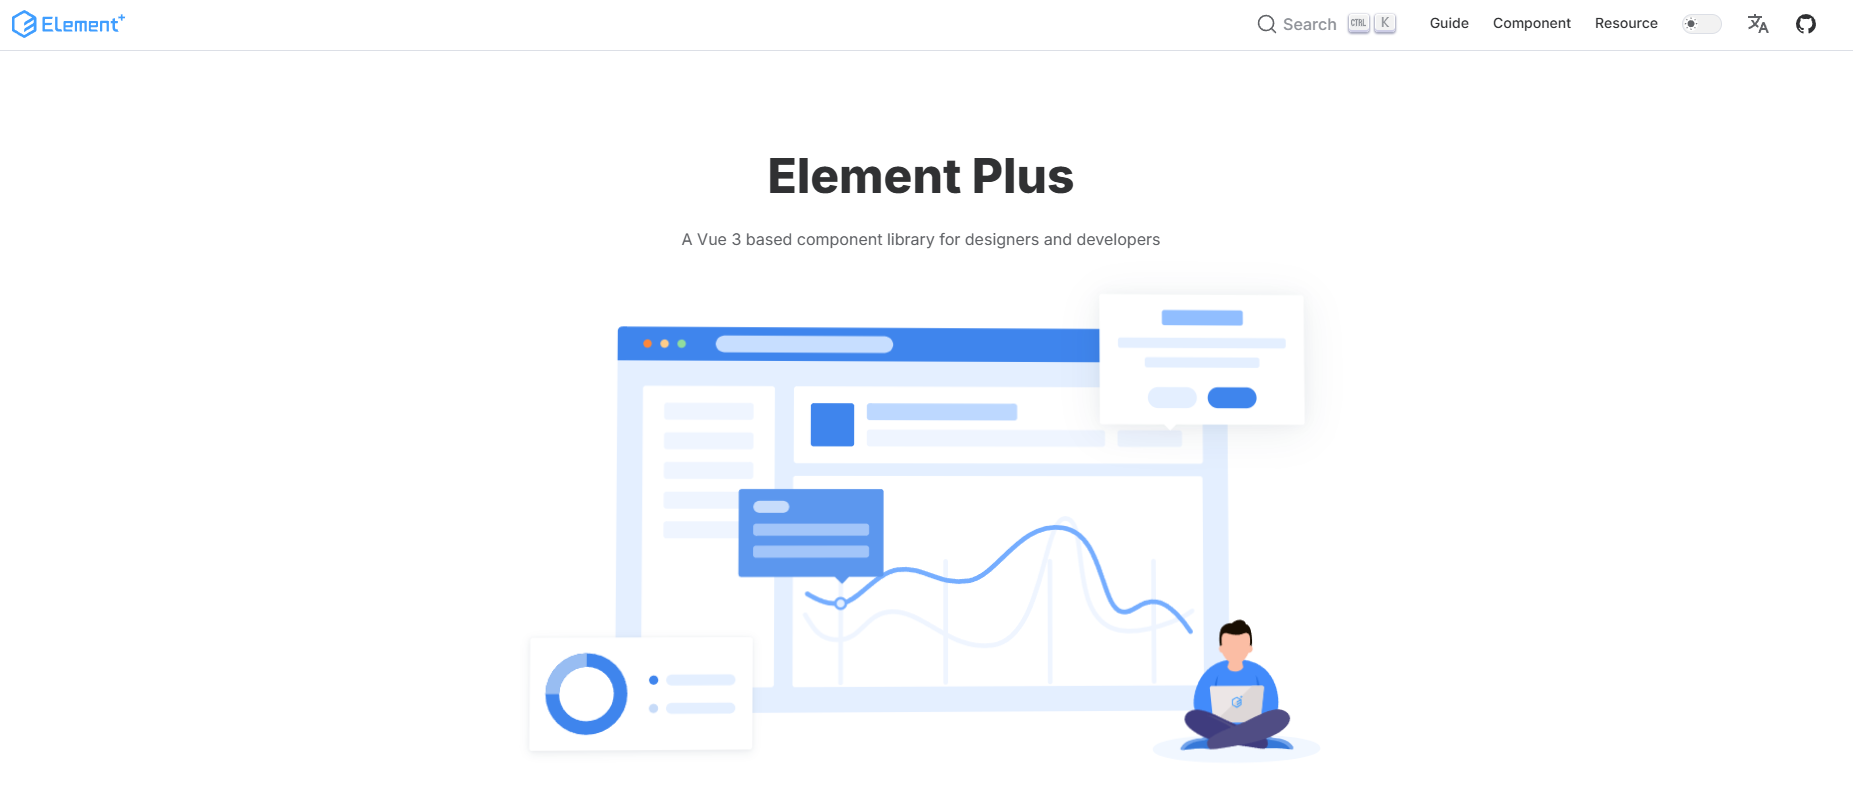 Element+
Search CTRL K Guide Component Resource
Element Plus
A Vue 3 based component library for designers and developers